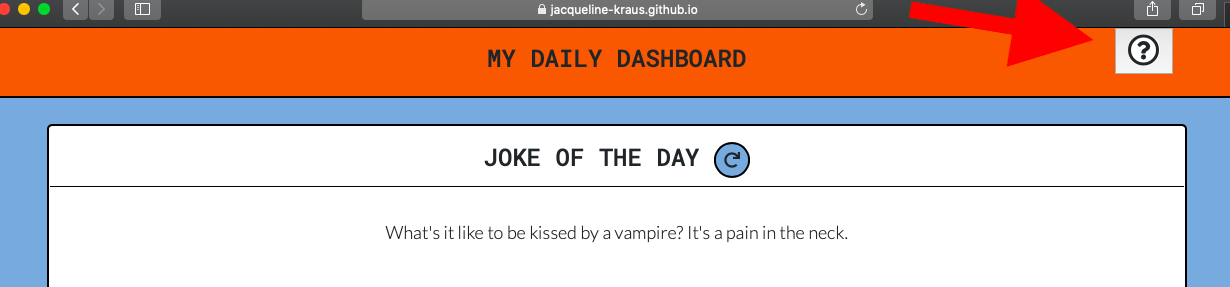 jacqueline-kraus.github.io
MY DAILY DASHBOARD
?
JOKE OF THE DAY
What's it like to be kissed by a vampire? It's a pain in the neck.